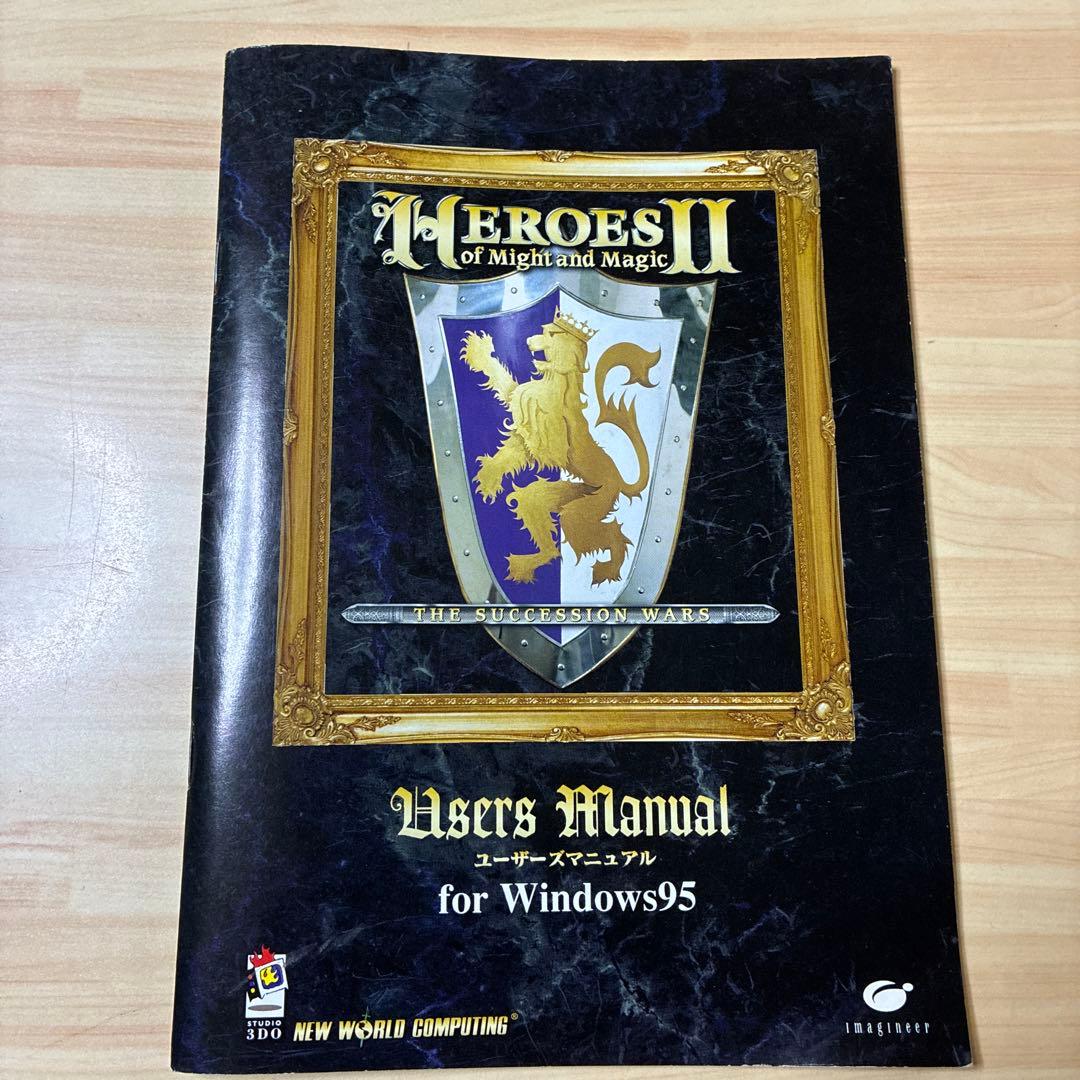 HEROES II
of Might and Magic
THE SUCCESSION WARS
Users Manual
ユーザーズマニュアル
for Windows95
STUDIO
3DO
NEW WORLD COMPUTING®
imagineer